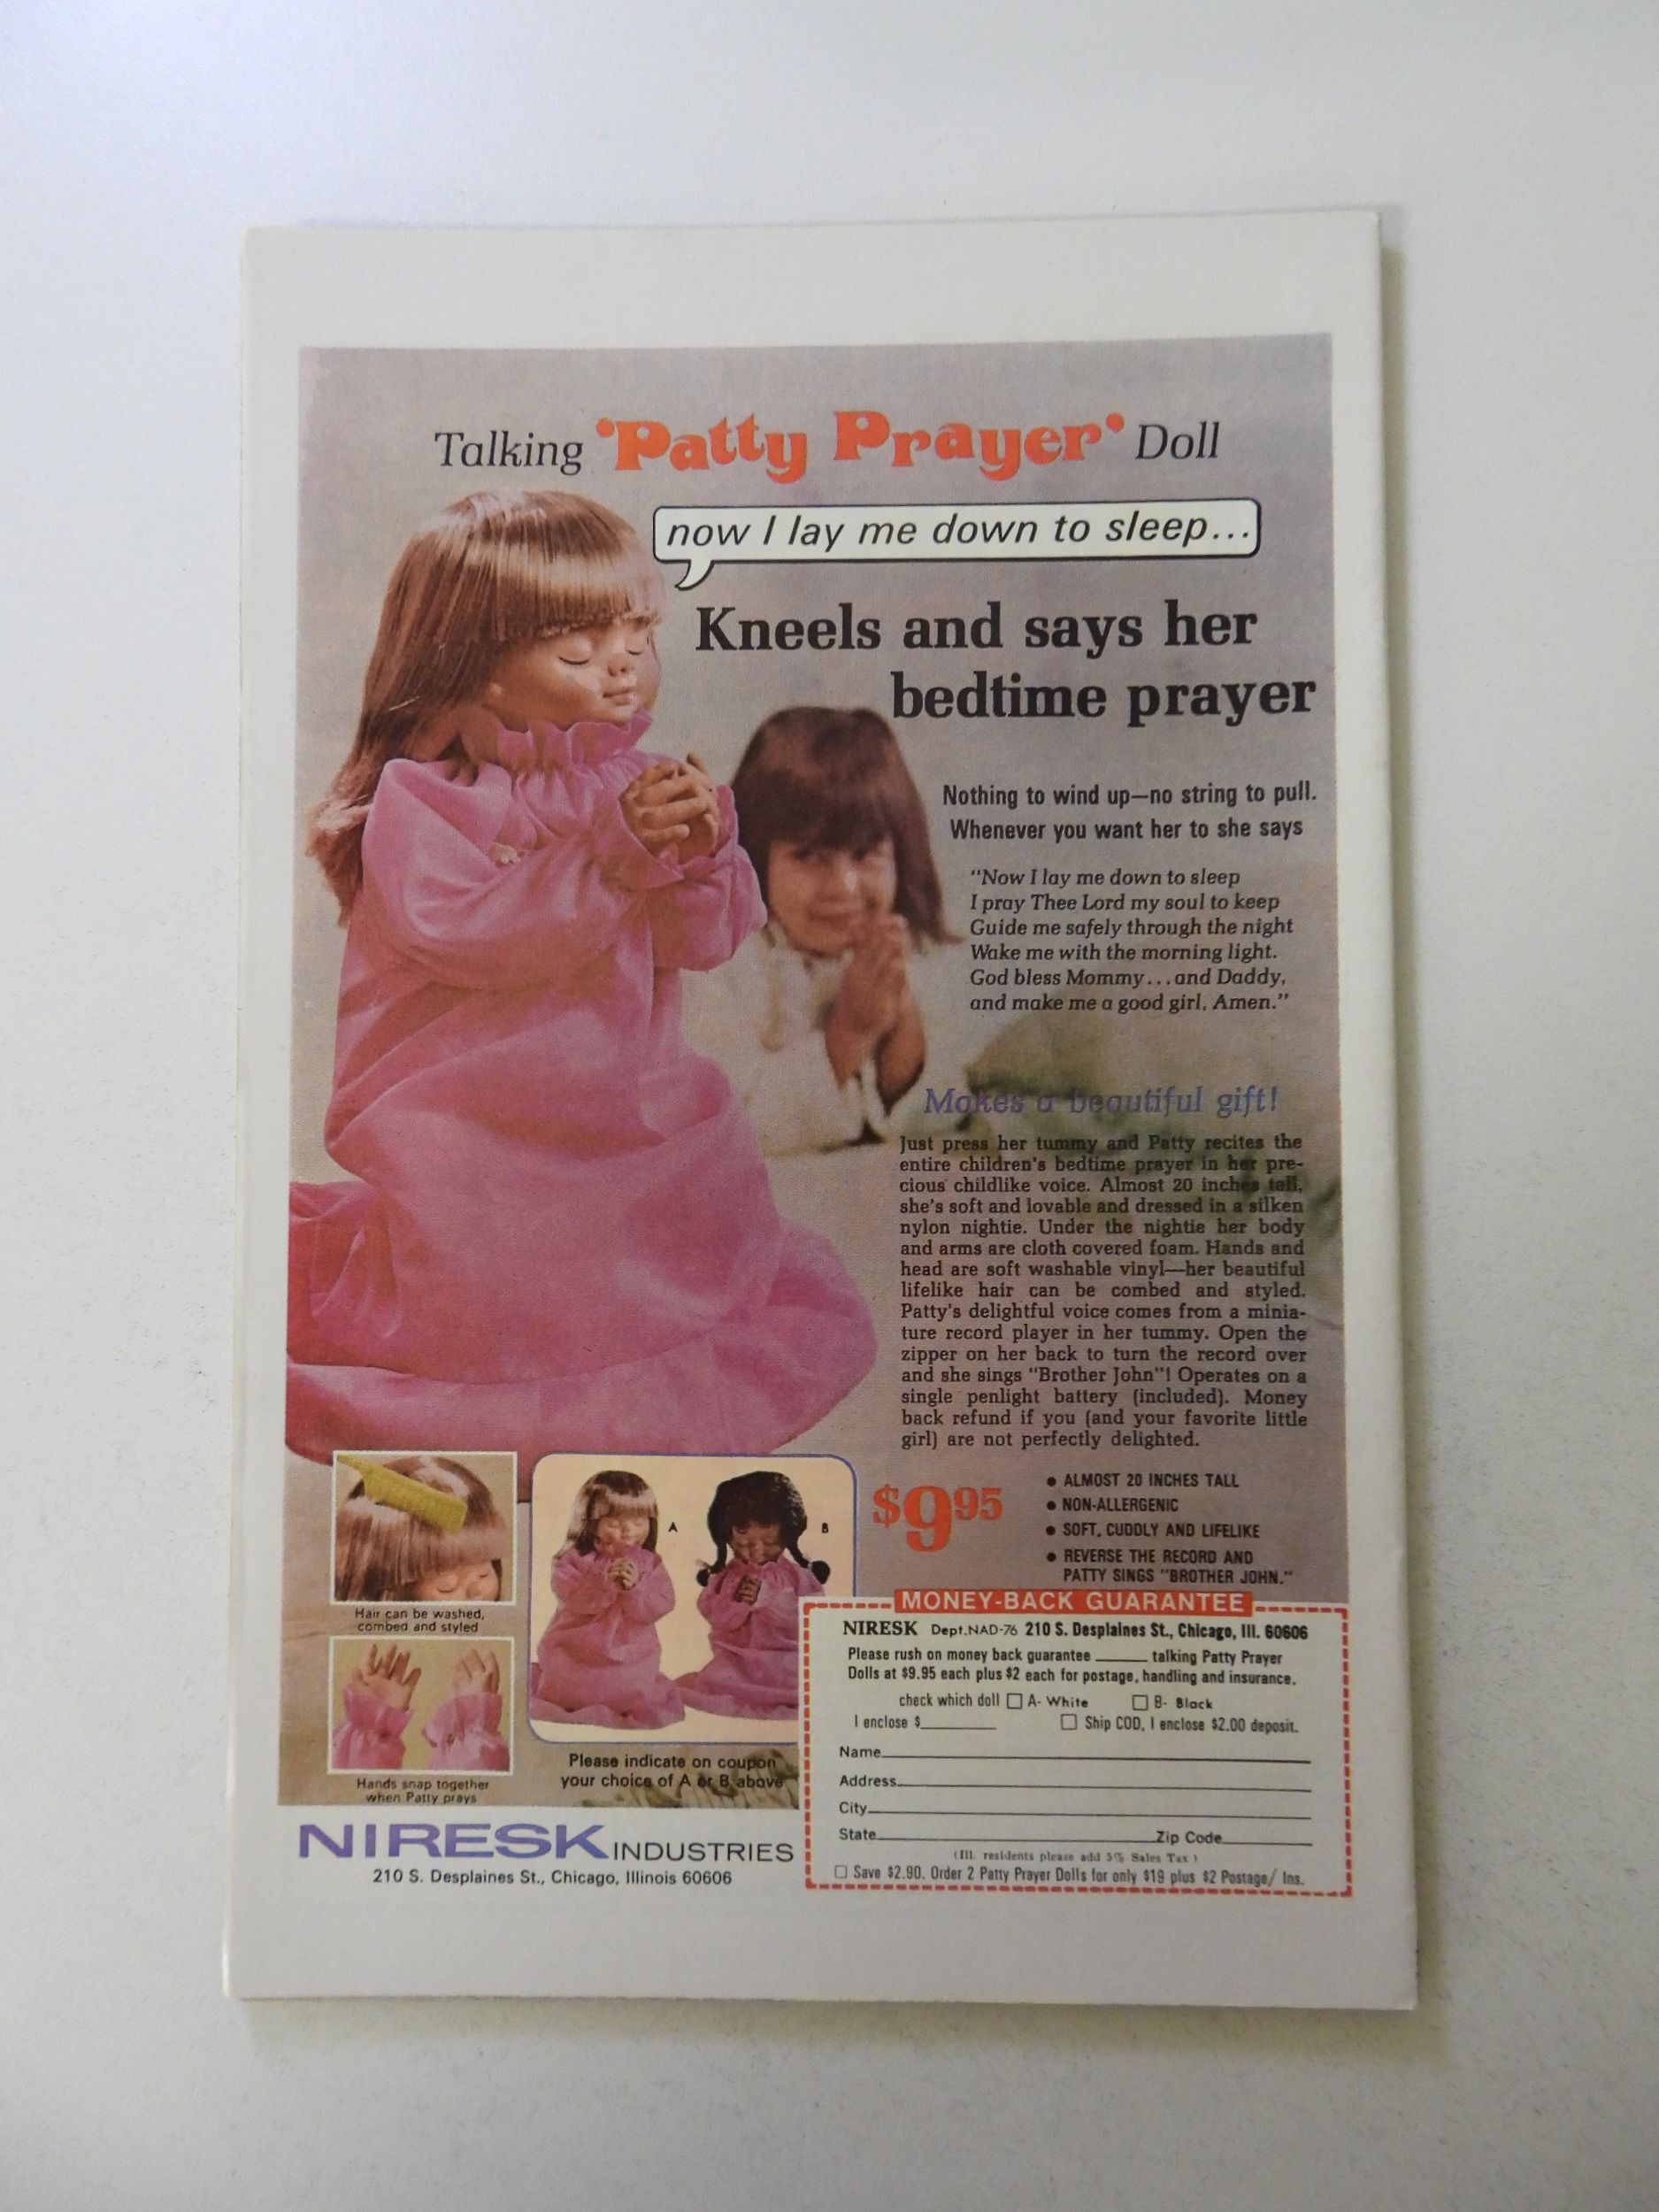 Talking 'Patty Prayer' Doll
now I lay me down to sleep...
Kneels and says her
bedtime prayer
Nothing to wind up—no string to pull.
Whenever you want her to she says
"Now I lay me down to sleep
I pray Thee Lord my soul to keep
Guide me safely through the night
Wake me with the morning light.
God bless Mommy...and Daddy,
and make me a good girl, Amen."
Makes a beautiful gift!
Just press her tummy and Patty recites the
entire children's bedtime prayer in her pre-
cious childlike voice. Almost 20 inches tall,
she's soft and lovable and dressed in a silken
nylon nightie. Under the nightie her body
and arms are cloth covered foam. Hands and
head are soft washable vinyl—her beautiful
lifelike hair can be combed and styled.
Patty's delightful voice comes from a minia-
ture record player in her tummy. Open the
zipper on her back to turn the record over
and she sings "Brother John"! Operates on a
single penlight battery (included). Money
back refund if you (and your favorite little
girl) are not perfectly delighted.
$9.95
• ALMOST 20 INCHES TALL
• NON-ALLERGENIC
• SOFT, CUDDLY AND LIFELIKE
• REVERSE THE RECORD AND
PATTY SINGS "BROTHER JOHN."
Hair can be washed,
combed and styled
Hands snap together
when Patty prays
A
B
Please indicate on coupon
your choice of A or B above
NIRESK INDUSTRIES
210 S. Desplaines St., Chicago, Illinois 60606
MONEY-BACK GUARANTEE
NIRESK Dept.NAD-76 210 S. Desplaines St., Chicago, Ill. 60606
Please rush on money back guarantee ______ talking Patty Prayer
Dolls at $9.95 each plus $2 each for postage, handling and insurance.
check which doll □ A- White □ B- Black
I enclose $________ □ Ship COD, I enclose $2.00 deposit.
Name
Address
City
State Zip Code
(Ill. residents please add 5% Sales Tax)
□ Save $2.90. Order 2 Patty Prayer Dolls for only $19 plus $2 Postage/ Ins.